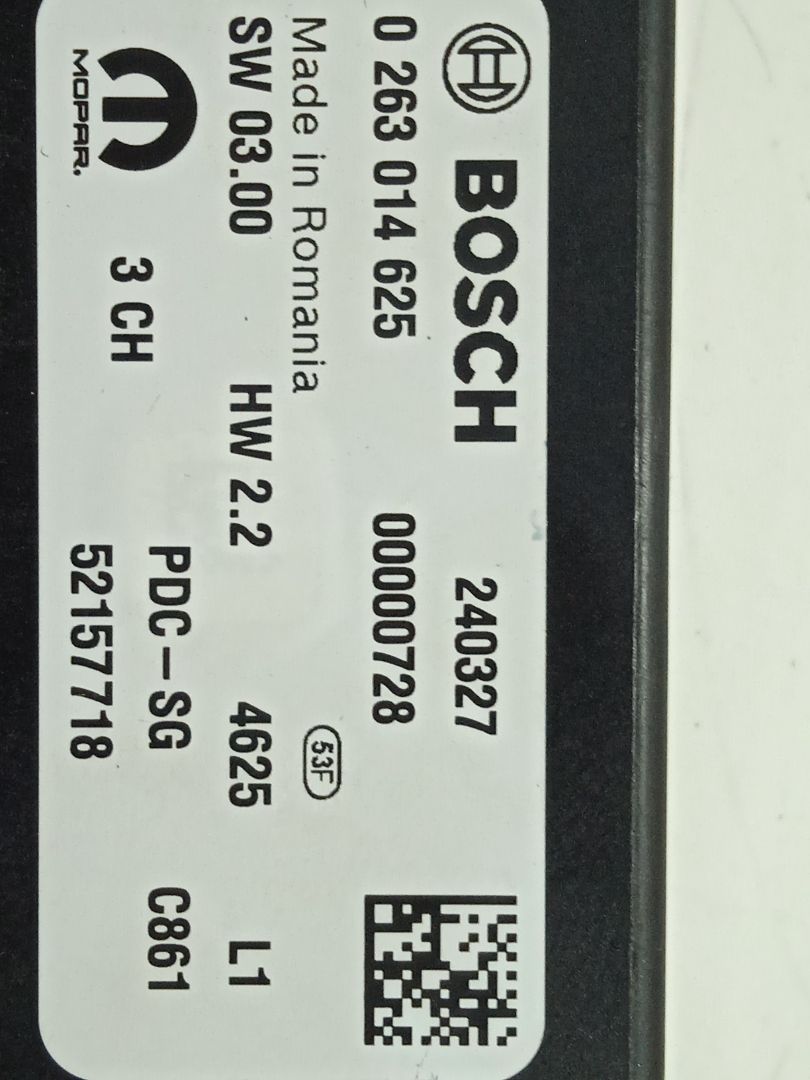 BOSCH 240327
0 263 014 625 00000728
Made in Romania 53F
SW 03.00 HW 2.2 4625 L1
MOPAR. 3 CH PDC-SG C861
52157718